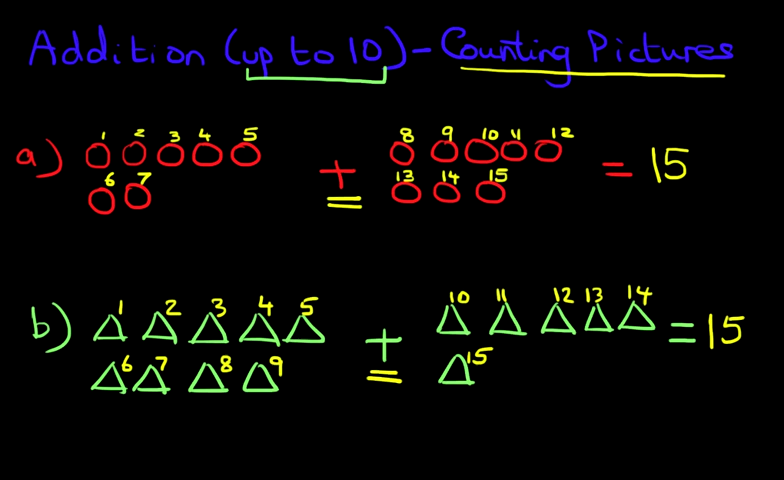 Addition (up to 10) - Counting Pictures
1 2 3 4 5 8 9 10 11 12
a) + = 15
6 7 13 14 15
1 2 3 4 5 10 11 12 13 14
b) + = 15
6 7 8 9 15